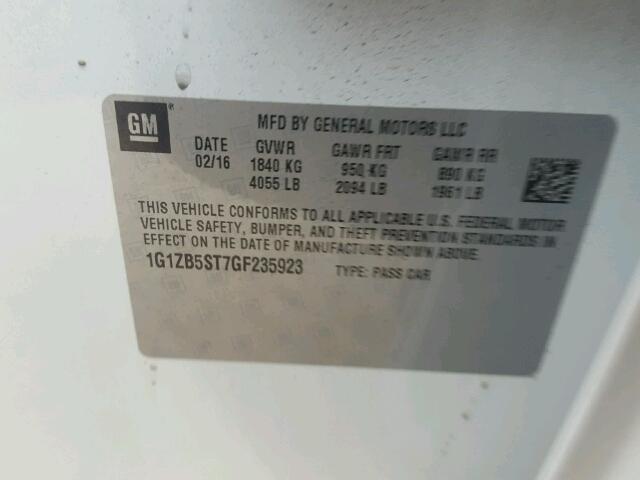 GM®
MFD BY GENERAL MOTORS LLC
DATE GVWR GAWR FRT GAWR RR
02/16 1840 KG 950 KG 890 KG
4055 LB 2094 LB 1961 LB
THIS VEHICLE CONFORMS TO ALL APPLICABLE U.S. FEDERAL MOTOR
VEHICLE SAFETY, BUMPER, AND THEFT PREVENTION STANDARDS IN
EFFECT ON THE DATE OF MANUFACTURE SHOWN ABOVE.
1G1ZB5ST7GF235923 TYPE: PASS CAR